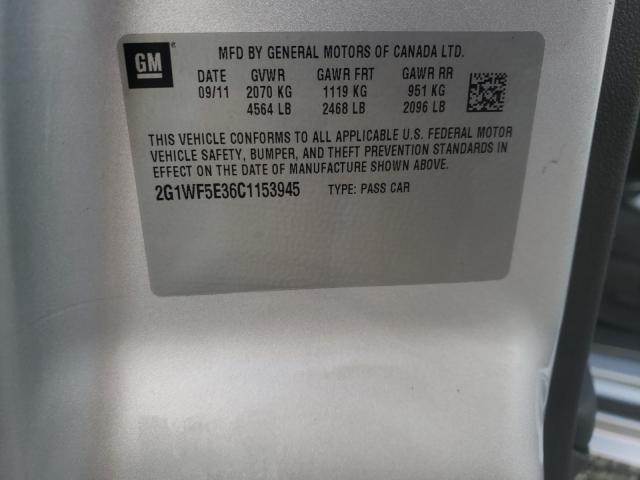 GM
MFD BY GENERAL MOTORS OF CANADA LTD.
DATE GVWR GAWR FRT GAWR RR
09/11 2070 KG 1119 KG 951 KG
4564 LB 2468 LB 2096 LB
THIS VEHICLE CONFORMS TO ALL APPLICABLE U.S. FEDERAL MOTOR
VEHICLE SAFETY, BUMPER, AND THEFT PREVENTION STANDARDS IN
EFFECT ON THE DATE OF MANUFACTURE SHOWN ABOVE.
2G1WF5E36C1153945 TYPE: PASS CAR